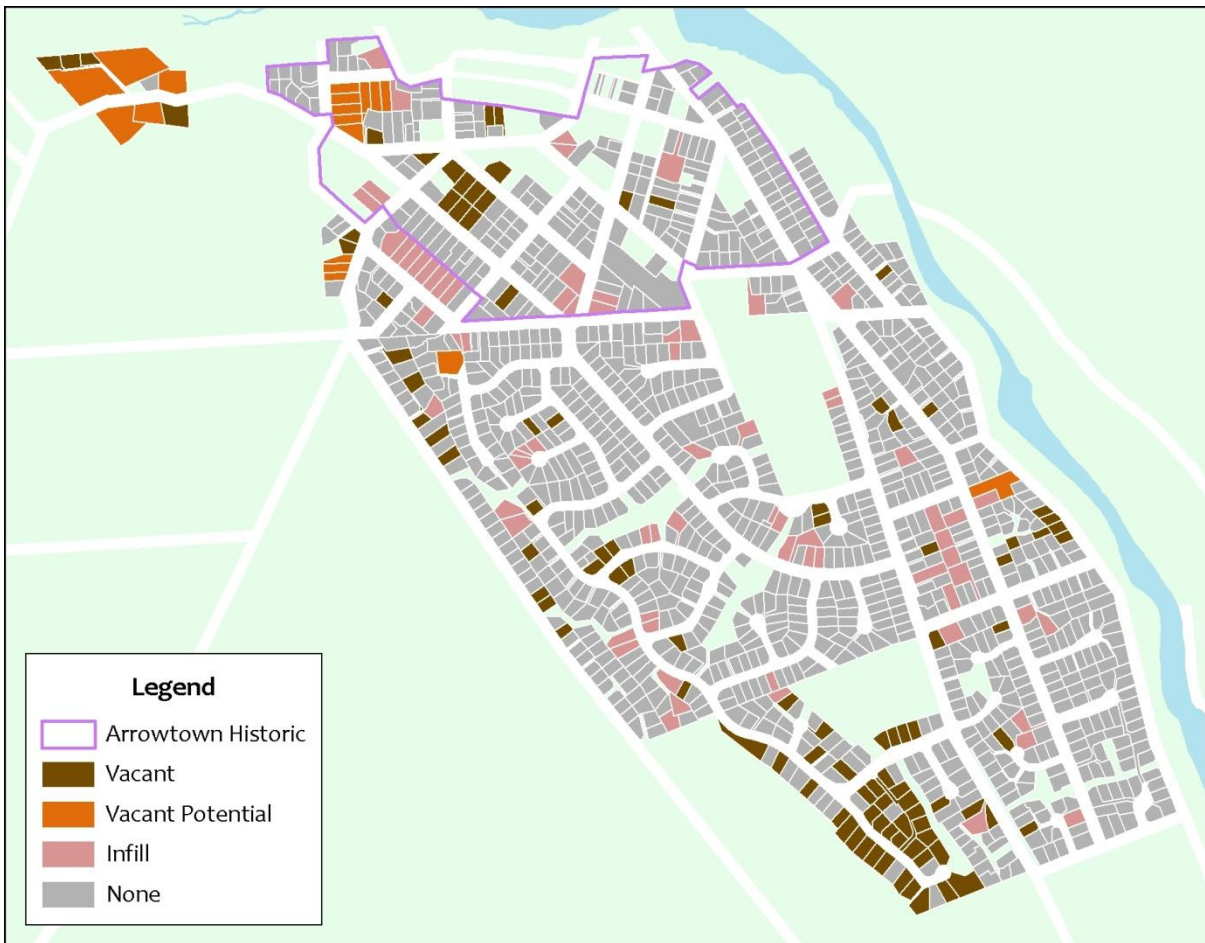 Legend
Arrowtown Historic
Vacant
Vacant Potential
Infill
None